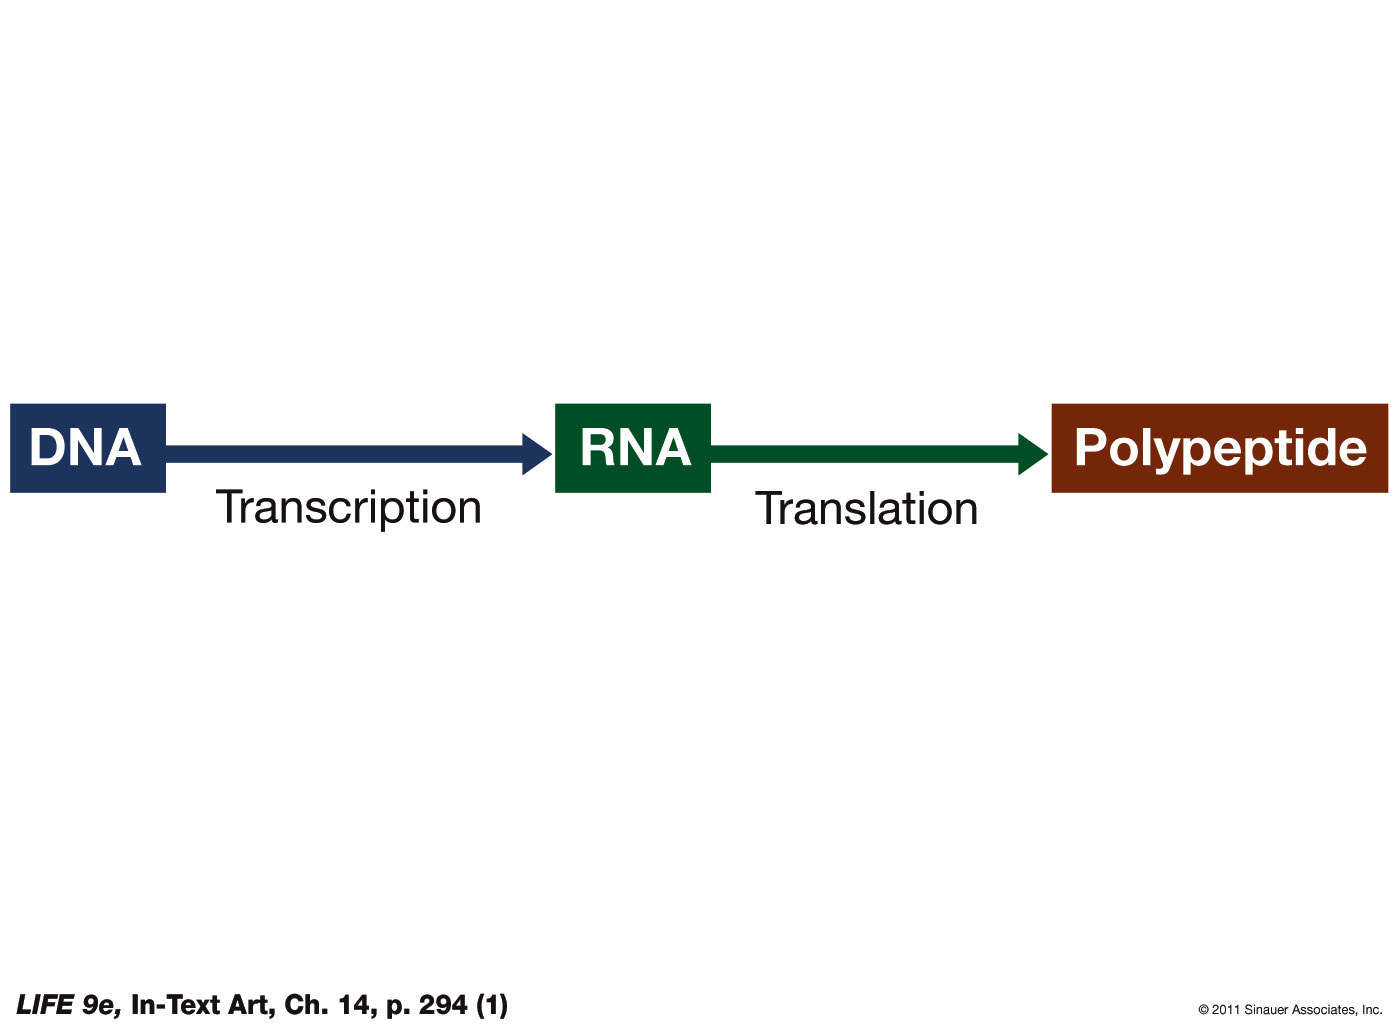 DNA
RNA
Polypeptide
Transcription
Translation
LIFE 9e, In-Text Art, Ch. 14, p. 294 (1)
© 2011 Sinauer Associates, Inc.